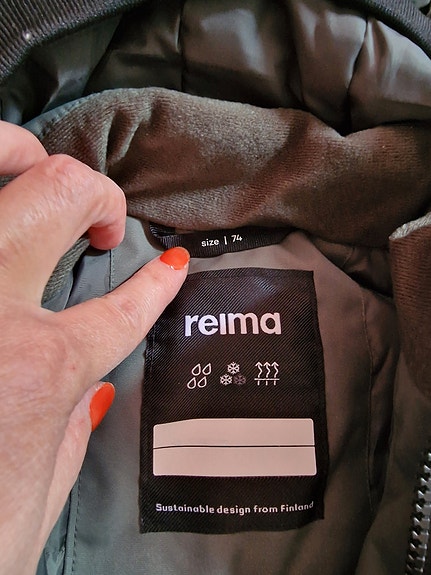 size | 74
reima
Sustainable design from Finland